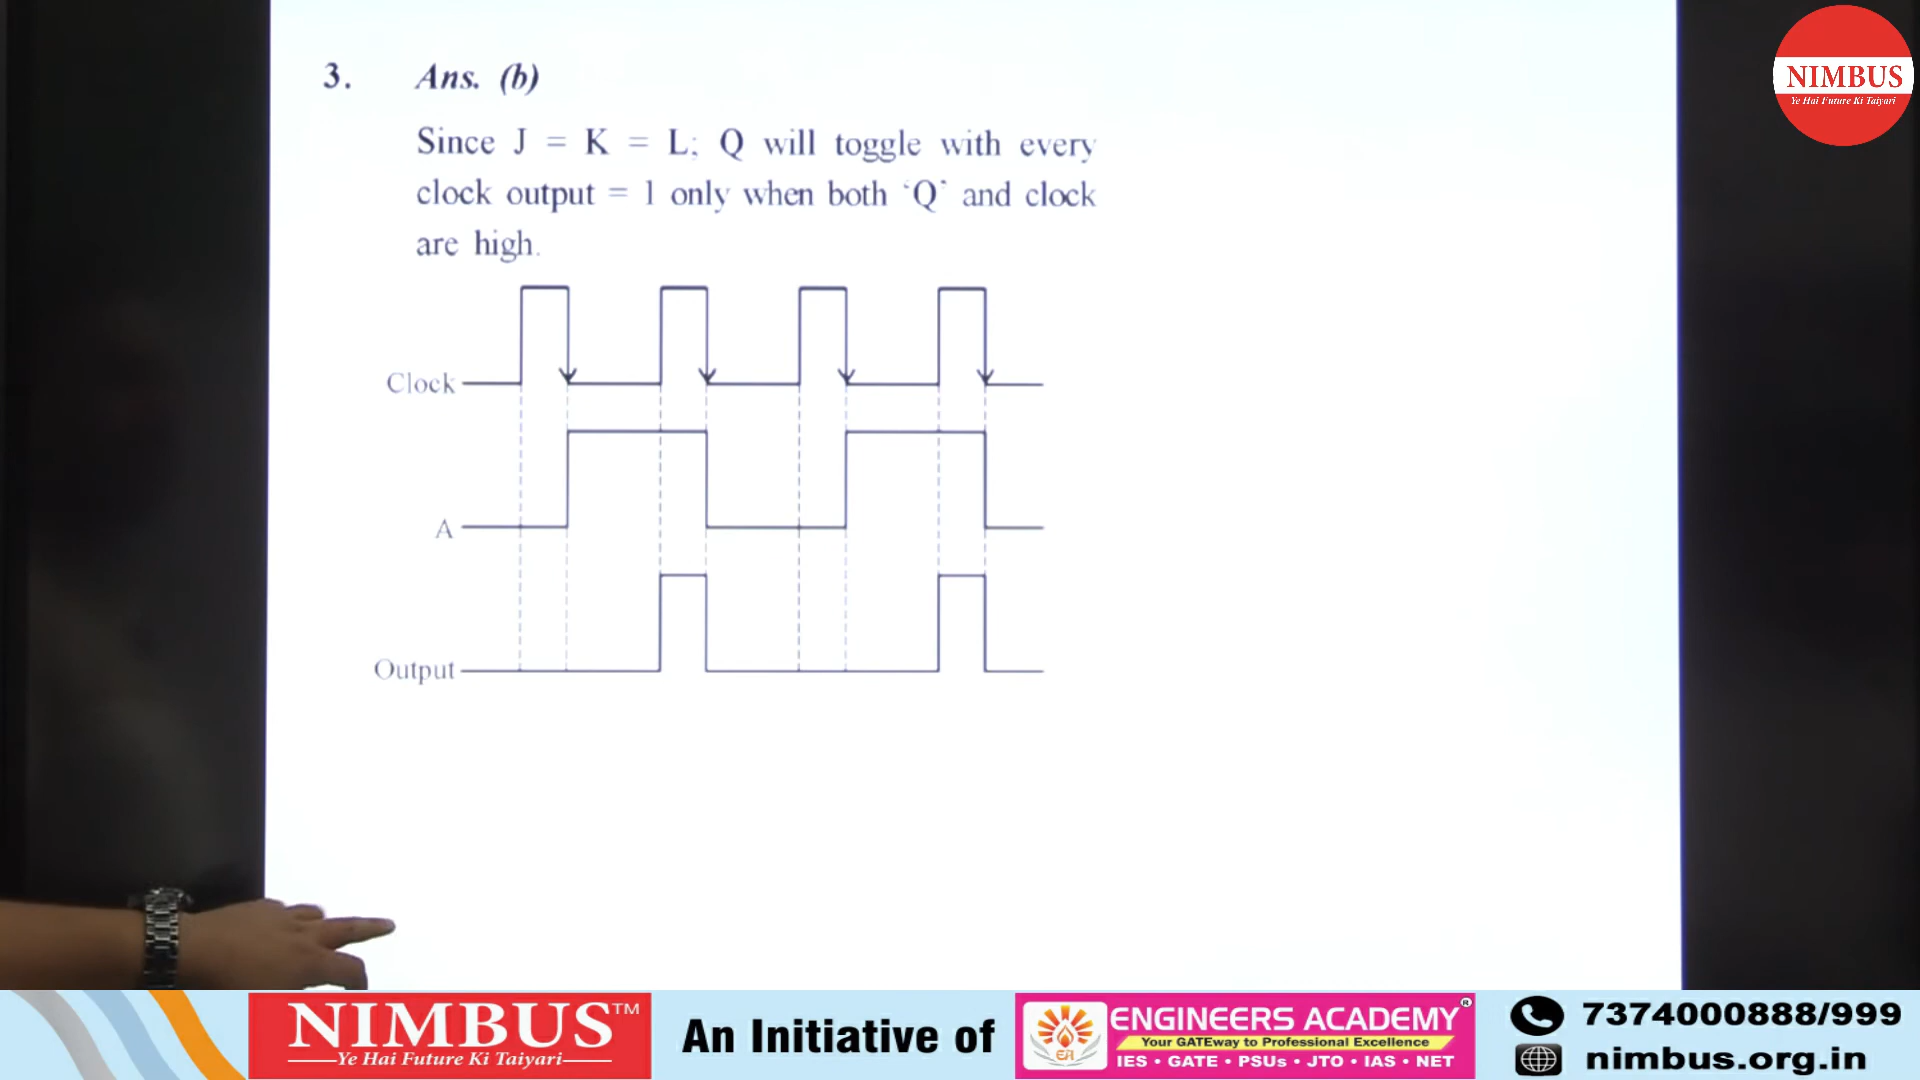 3. Ans. (b)
Since J = K = L; Q will toggle with every
clock output = 1 only when both ‘Q’ and clock
are high.
Clock
A
Output
NIMBUS
Ye Hai Future Ki Taiyari
NIMBUS™
Ye Hai Future Ki Taiyari
An Initiative of
EA
ENGINEERS ACADEMY®
Your GATEway to Professional Excellence
IES • GATE • PSUs • JTO • IAS • NET
7374000888/999
nimbus.org.in